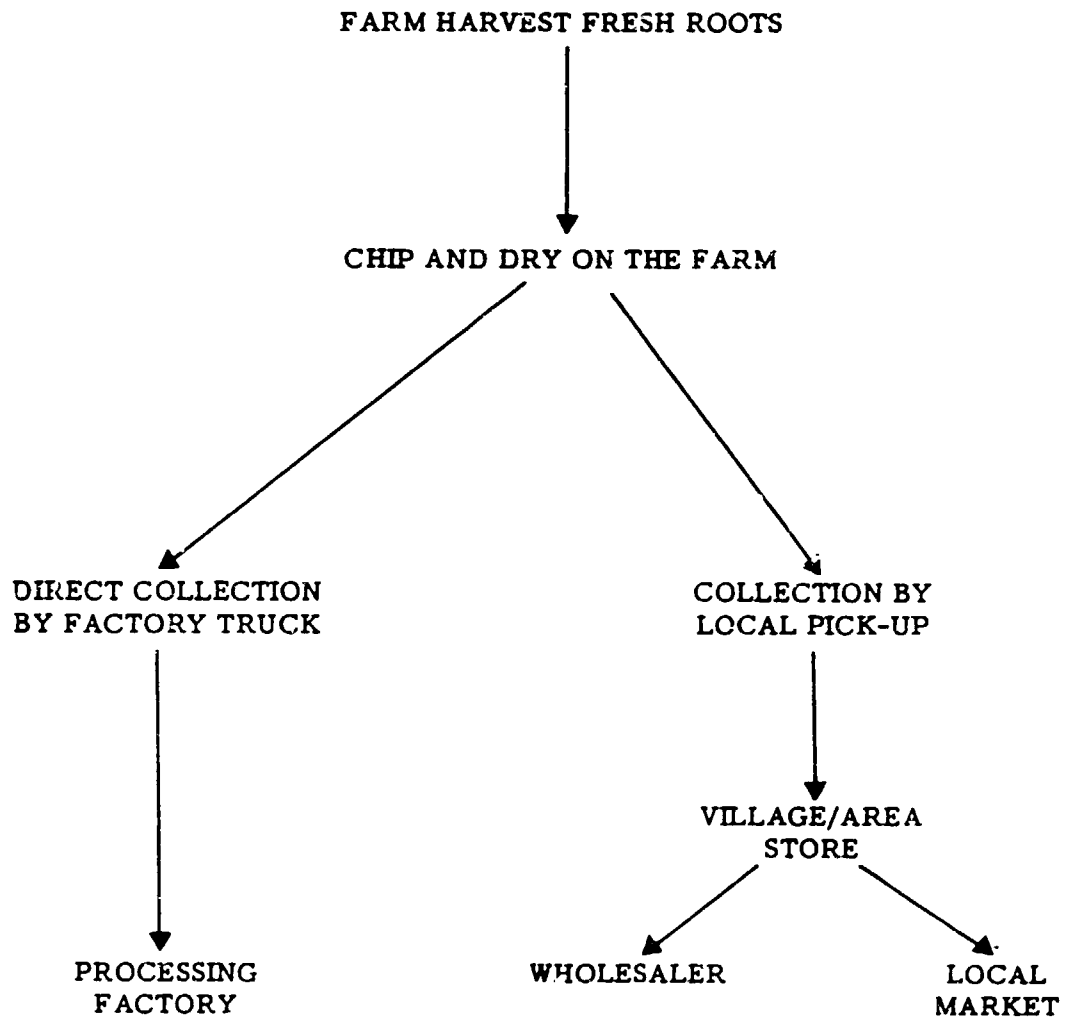 FARM HARVEST FRESH ROOTS
CHIP AND DRY ON THE FARM
DIRECT COLLECTION
BY FACTORY TRUCK
COLLECTION BY
LOCAL PICK-UP
VILLAGE/AREA
STORE
PROCESSING
FACTORY
WHOLESALER
LOCAL
MARKET